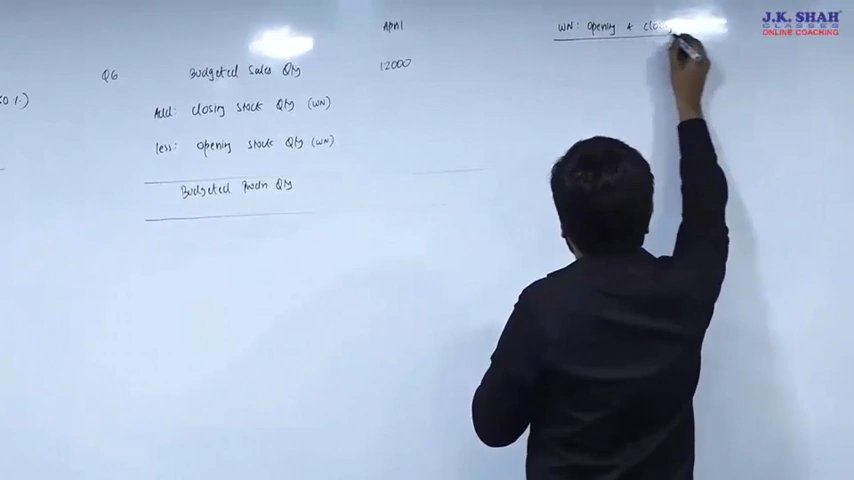 April
WN: opening & closing
J.K. SHAH
CLASSES
ONLINE COACHING
Q6 Budgeted Sales Qty 12000
50%)
Add: closing stock Qty (WN)
less: opening stock Qty (WN)
Budgeted Prodn Qty